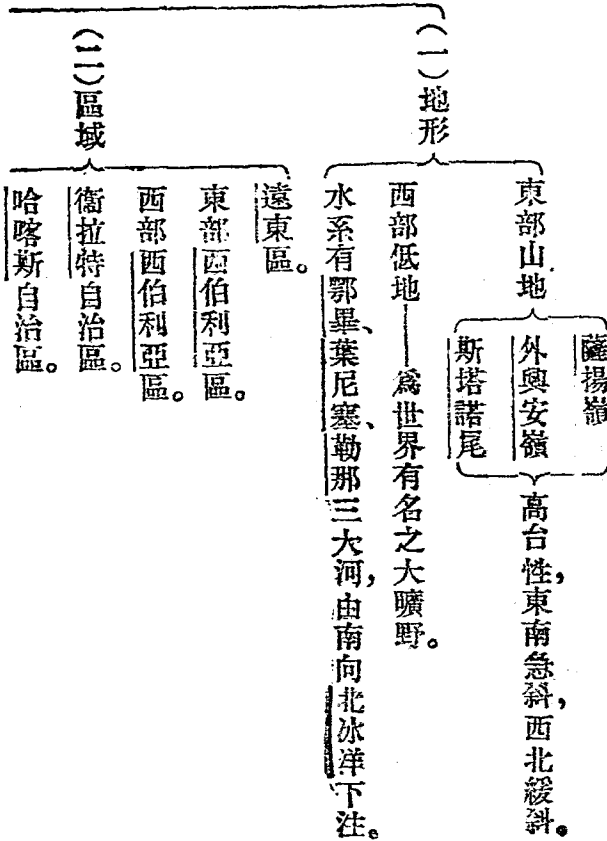 （一）地形
東部山地
薩揚嶺
外興安嶺
斯塔諾尾
高台性，東南急斜，西北緩斜。
西部低地——爲世界有名之大曠野。
水系有鄂畢、葉尼塞、勒那三大河，由南向北冰洋下注。
（二）區域
遠東區。
東部西伯利亞區。
西部西伯利亞區。
衞拉特自治區。
哈喀斯自治區。